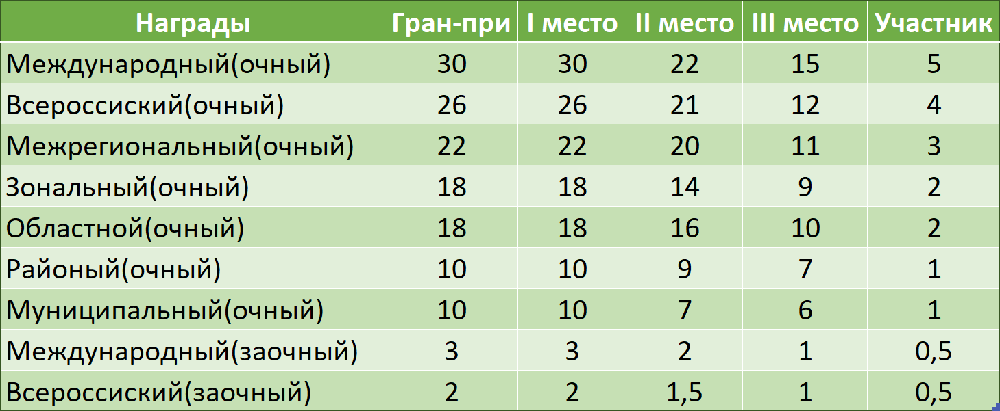 Награды Гран-при I место II место III место Участник
Международный(очный) 30 30 22 15 5
Всероссиский(очный) 26 26 21 12 4
Межрегиональный(очный) 22 22 20 11 3
Зональный(очный) 18 18 14 9 2
Областной(очный) 18 18 16 10 2
Районый(очный) 10 10 9 7 1
Муниципальный(очный) 10 10 7 6 1
Международный(заочный) 3 3 2 1 0,5
Всероссиский(заочный) 2 2 1,5 1 0,5